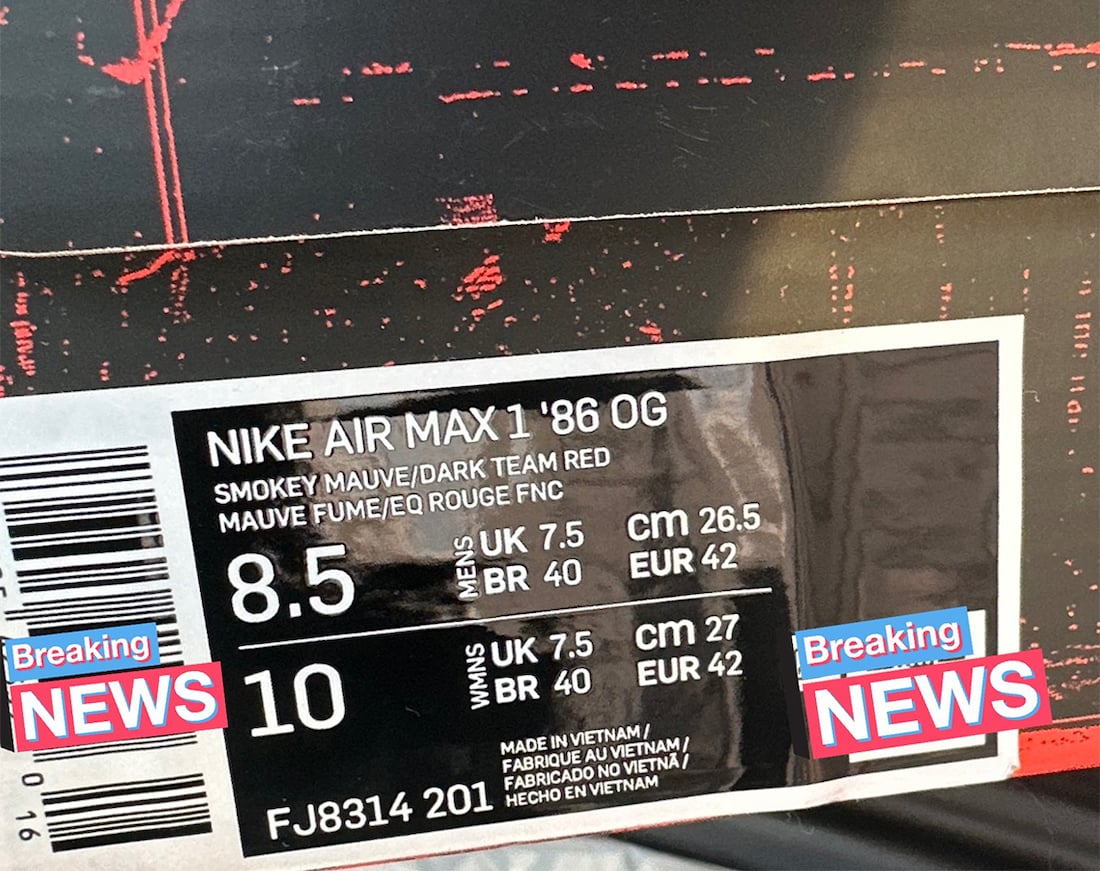 NIKE AIR MAX 1 '86 OG
SMOKEY MAUVE/DARK TEAM RED
MAUVE FUME/EQ ROUGE FNC
8.5
MENS
UK 7.5
cm 26.5
BR 40
EUR 42
10
WMNS
UK 7.5
cm 27
BR 40
EUR 42
MADE IN VIETNAM /
FABRIQUE AU VIETNAM /
FABRICADO NO VIETNÃ /
HECHO EN VIETNAM
FJ8314 201
Breaking
NEWS
Breaking
NEWS
0 16